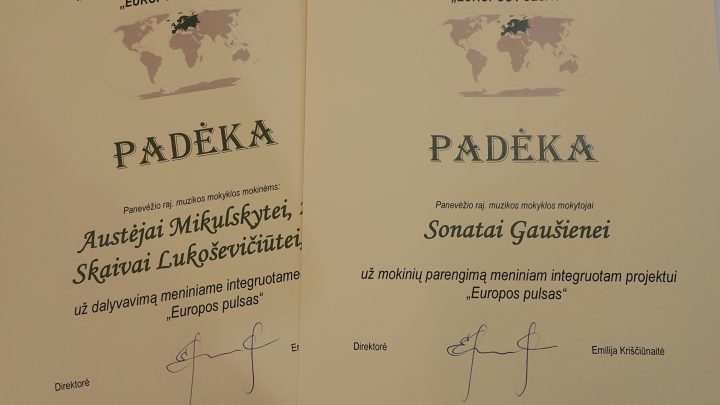 „EUROP
PADĖKA
Panevėžio raj. muzikos mokyklos mokinėms:
Austėjai Mikulskytei,
Skaivai Lukoševičiūtei,
už dalyvavimą meniniame integruotame
„Europos pulsas“
Direktorė
PADĖKA
Panevėžio raj. muzikos mokyklos mokytojai
Sonatai Gaušienei
už mokinių parengimą meniniam integruotam projektui
„Europos pulsas“
Direktorė
Emilija Kriščiūnaitė